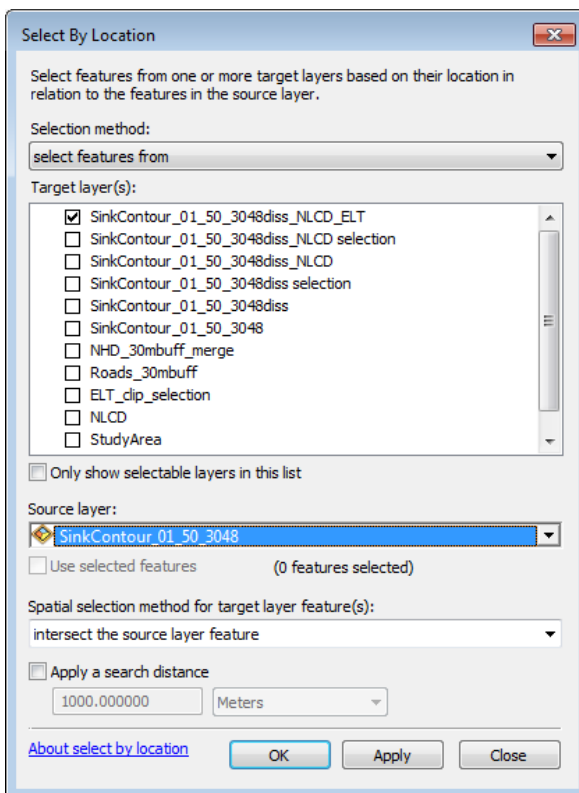 Select By Location
Select features from one or more target layers based on their location in
relation to the features in the source layer.
Selection method:
select features from
Target layer(s):
SinkContour_01_50_3048diss_NLCD_ELT
SinkContour_01_50_3048diss_NLCD selection
SinkContour_01_50_3048diss_NLCD
SinkContour_01_50_3048diss selection
SinkContour_01_50_3048diss
SinkContour_01_50_3048
NHD_30mbuff_merge
Roads_30mbuff
ELT_clip_selection
NLCD
StudyArea
Only show selectable layers in this list
Source layer:
SinkContour_01_50_3048
Use selected features (0 features selected)
Spatial selection method for target layer feature(s):
intersect the source layer feature
Apply a search distance
1000.000000 Meters
About select by location OK Apply Close